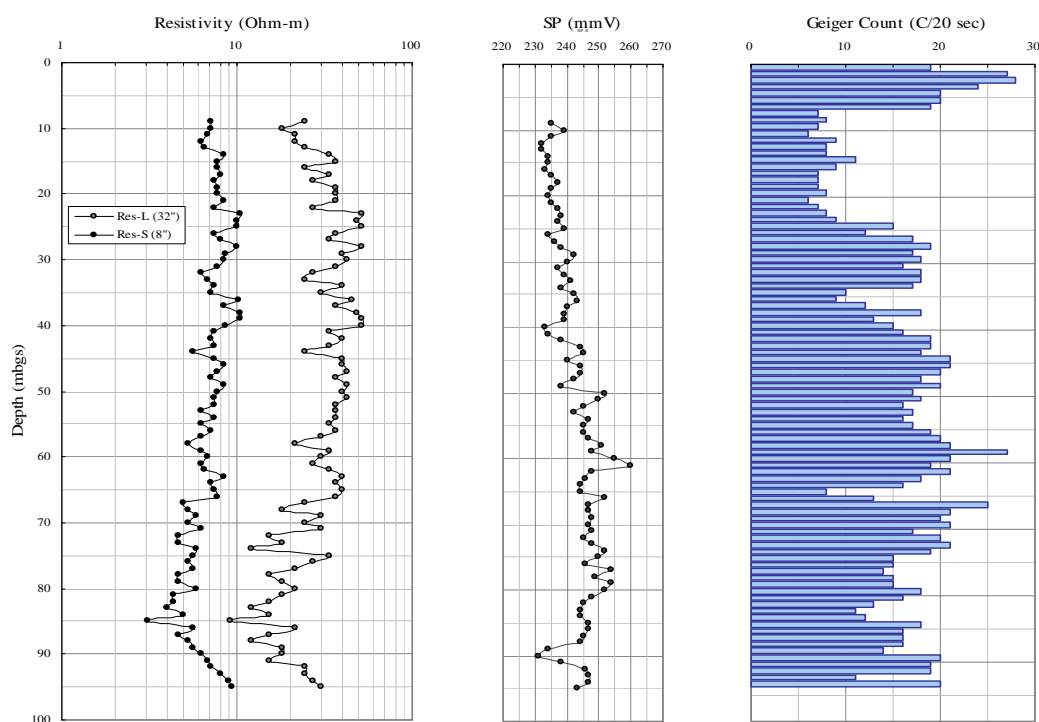 Resistivity (Ohm-m)
SP (mmV)
Geiger Count (C/20 sec)
1 10 100
220 230 240 250 260 270
0 10 20 30
Depth (mbgs)
0
10
20
30
40
50
60
70
80
90
100
Res-L (32")
Res-S (8")